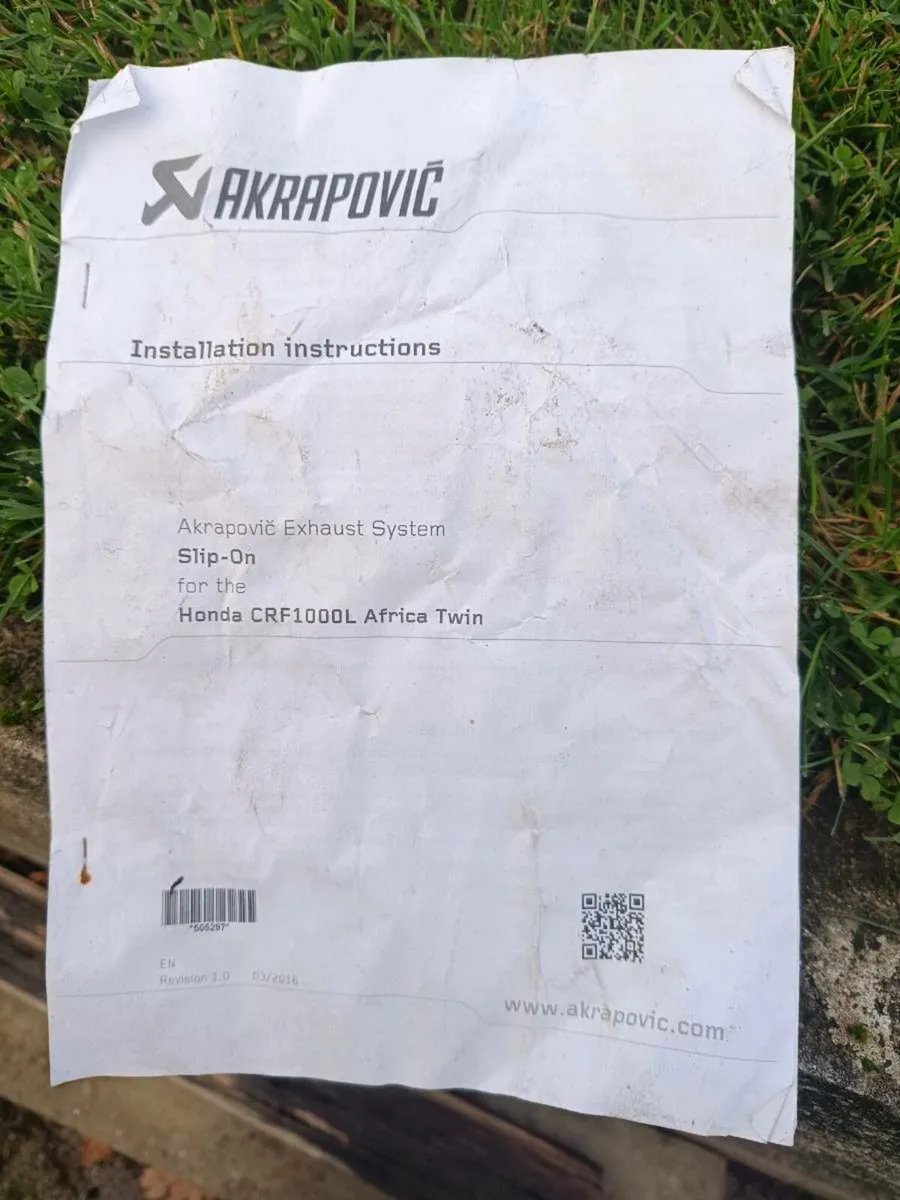 AKRAPOVIČ
Installation instructions
Akrapovič Exhaust System
Slip-On
for the
Honda CRF1000L Africa Twin
*505297*
EN
Revision 1.0 03/2016
www.akrapovic.com